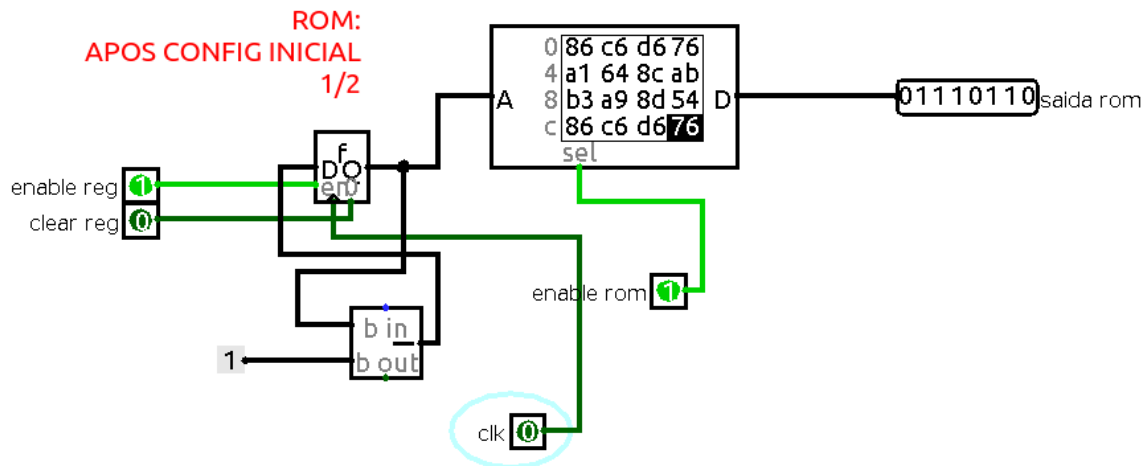 ROM:
APOS CONFIG INICIAL
1/2
0 86 c6 d6 76
4 a1 64 8c ab
8 b3 a9 8d 54
c 86 c6 d6 76
A
D
sel
01110110 saida rom
f
D Q
en 0
enable reg 1
clear reg 0
enable rom 1
b in
b out
1
clk 0